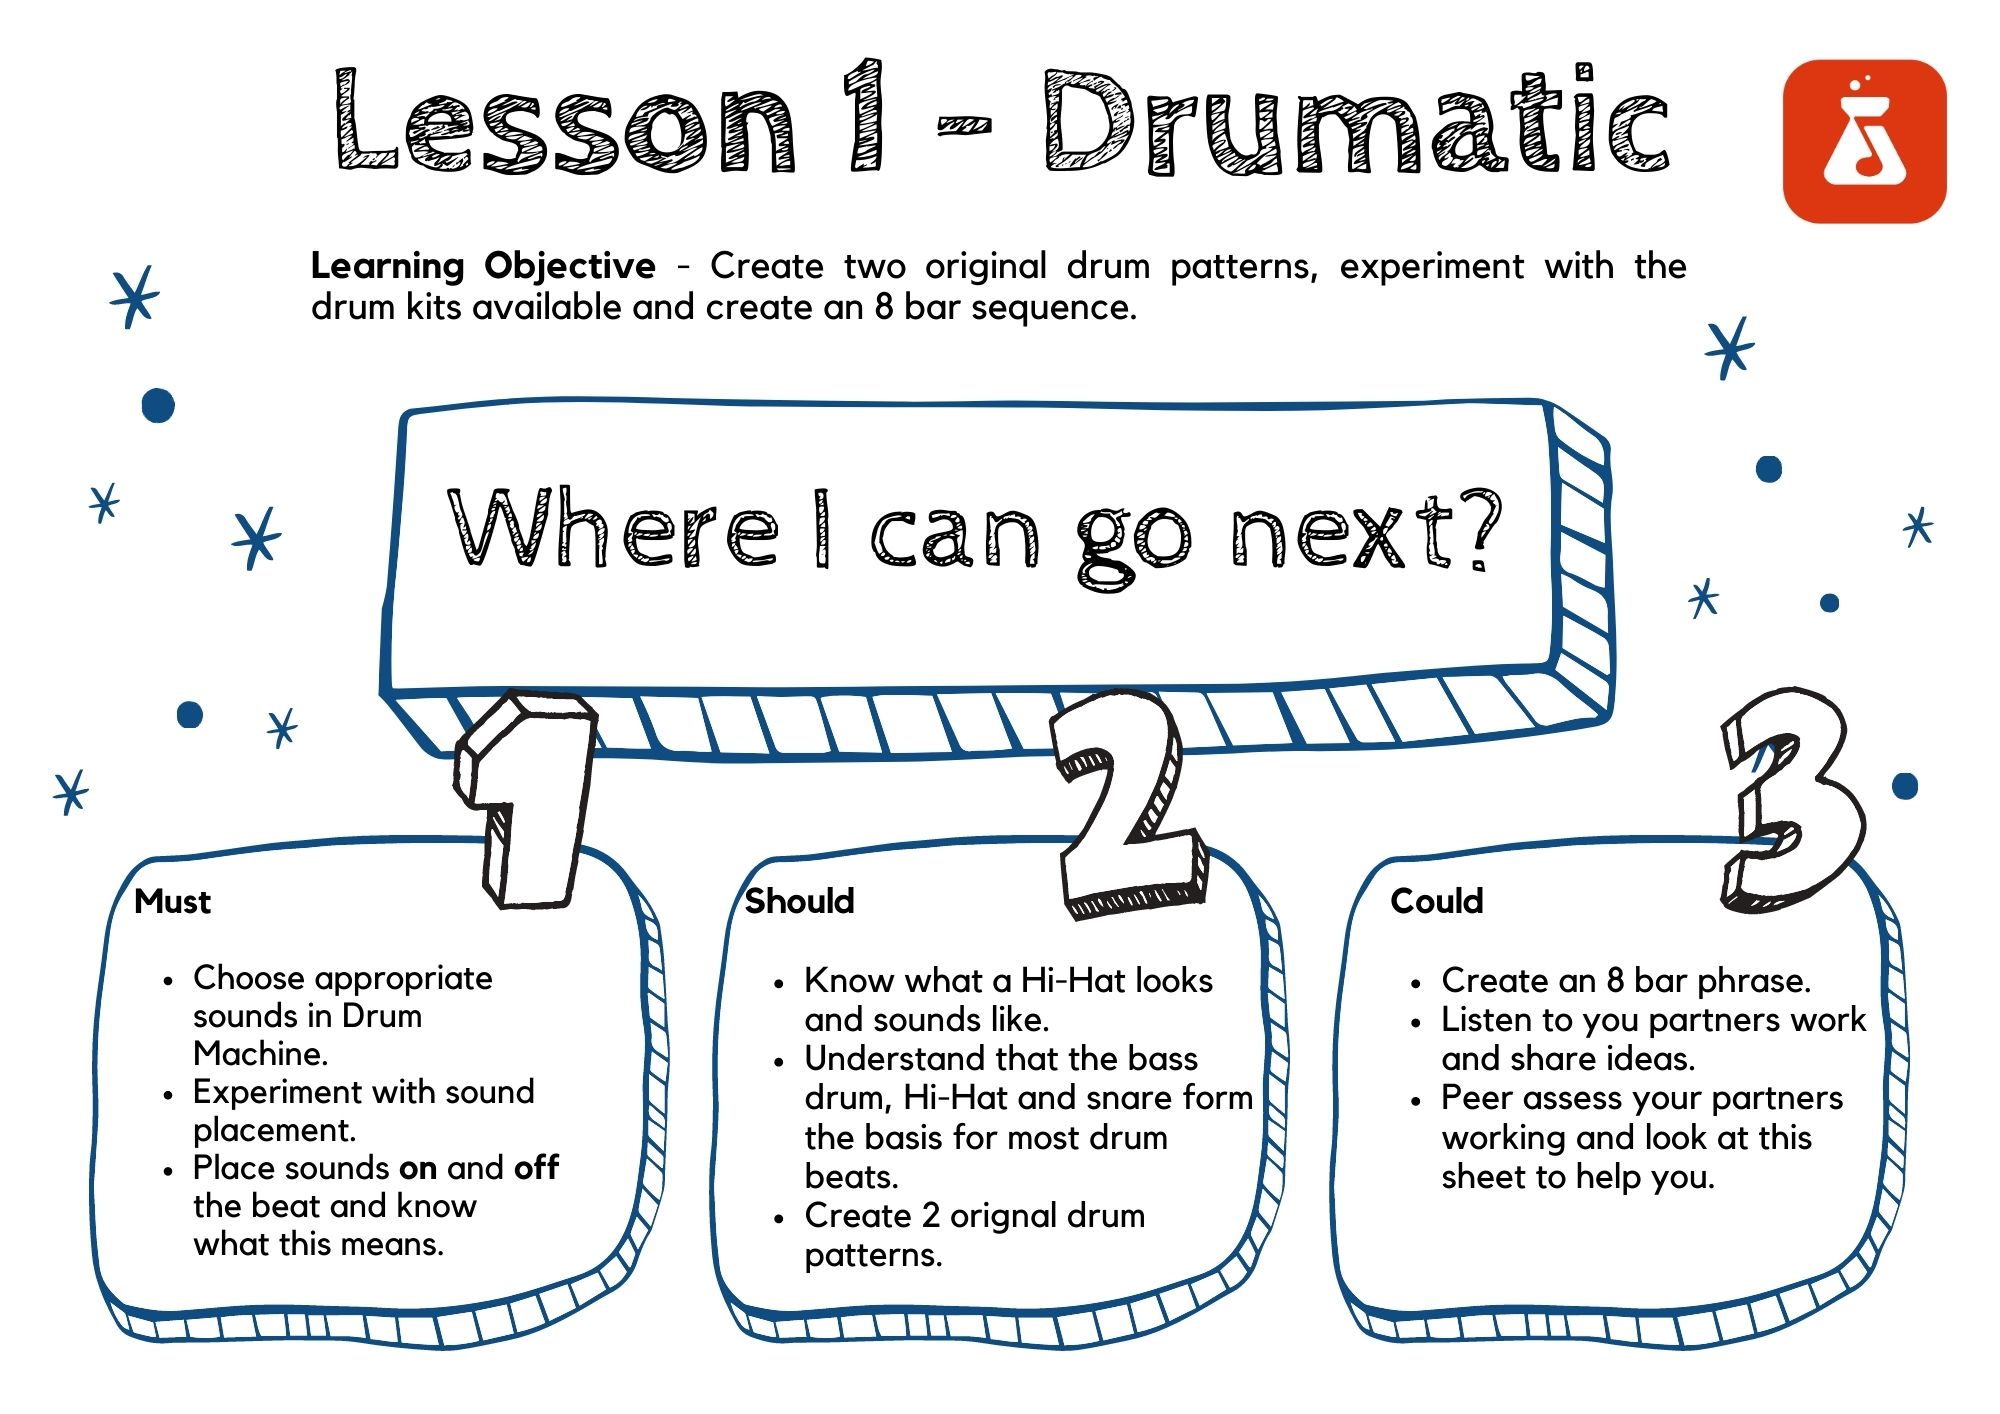 Lesson 1 - Drumatic
Learning Objective - Create two original drum patterns, experiment with the
drum kits available and create an 8 bar sequence.
Where I can go next?
1
Must
Choose appropriate
sounds in Drum
Machine.
Experiment with sound
placement.
Place sounds on and off
the beat and know
what this means.
2
Should
Know what a Hi-Hat looks
and sounds like.
Understand that the bass
drum, Hi-Hat and snare form
the basis for most drum
beats.
Create 2 orignal drum
patterns.
3
Could
Create an 8 bar phrase.
Listen to you partners work
and share ideas.
Peer assess your partners
working and look at this
sheet to help you.